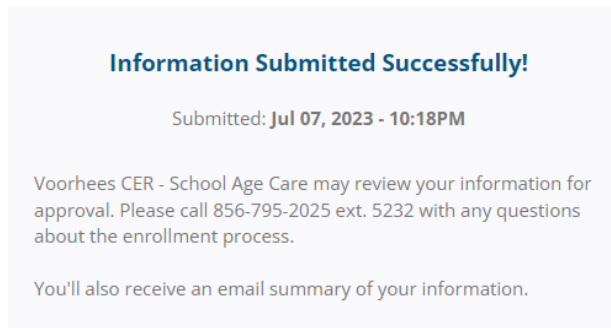 Information Submitted Successfully!
Submitted: Jul 07, 2023 - 10:18PM
Voorhees CER - School Age Care may review your information for
approval. Please call 856-795-2025 ext. 5232 with any questions
about the enrollment process.
You'll also receive an email summary of your information.